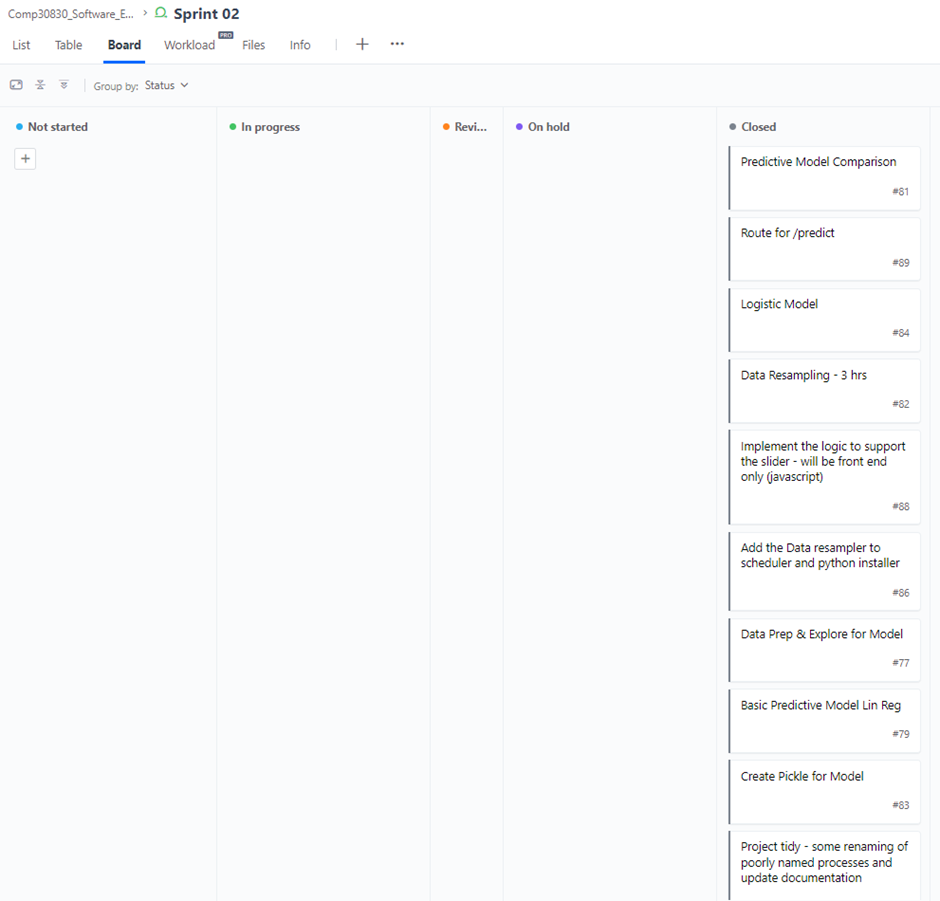 Comp30830_Software_E... > Sprint 02
List Table Board Workload PRO Files Info
Group by: Status
Not started
In progress
Revi...
On hold
Closed
Predictive Model Comparison
#81
Route for /predict
#89
Logistic Model
#84
Data Resampling - 3 hrs
#82
Implement the logic to support
the slider - will be front end
only (javascript)
#88
Add the Data resampler to
scheduler and python installer
#86
Data Prep & Explore for Model
#77
Basic Predictive Model Lin Reg
#79
Create Pickle for Model
#83
Project tidy - some renaming of
poorly named processes and
update documentation